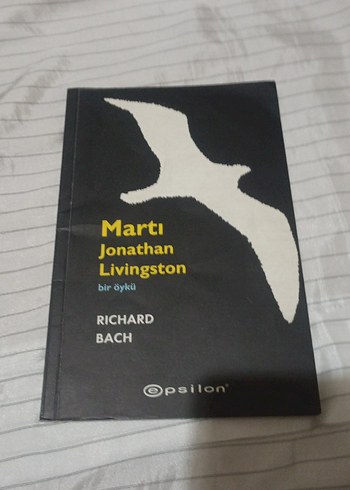 Martı
Jonathan
Livingston
bir öykü
RICHARD
BACH
epsilon®